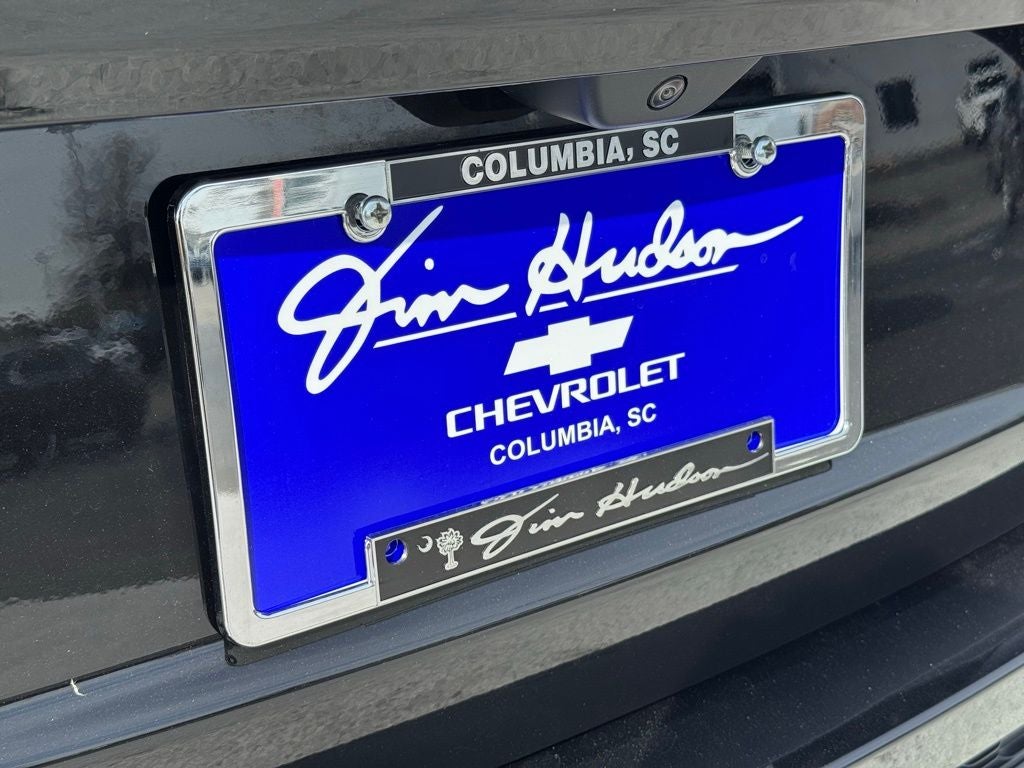 COLUMBIA, SC
Jim Hudson
CHEVROLET
COLUMBIA, SC
Jim Hudson